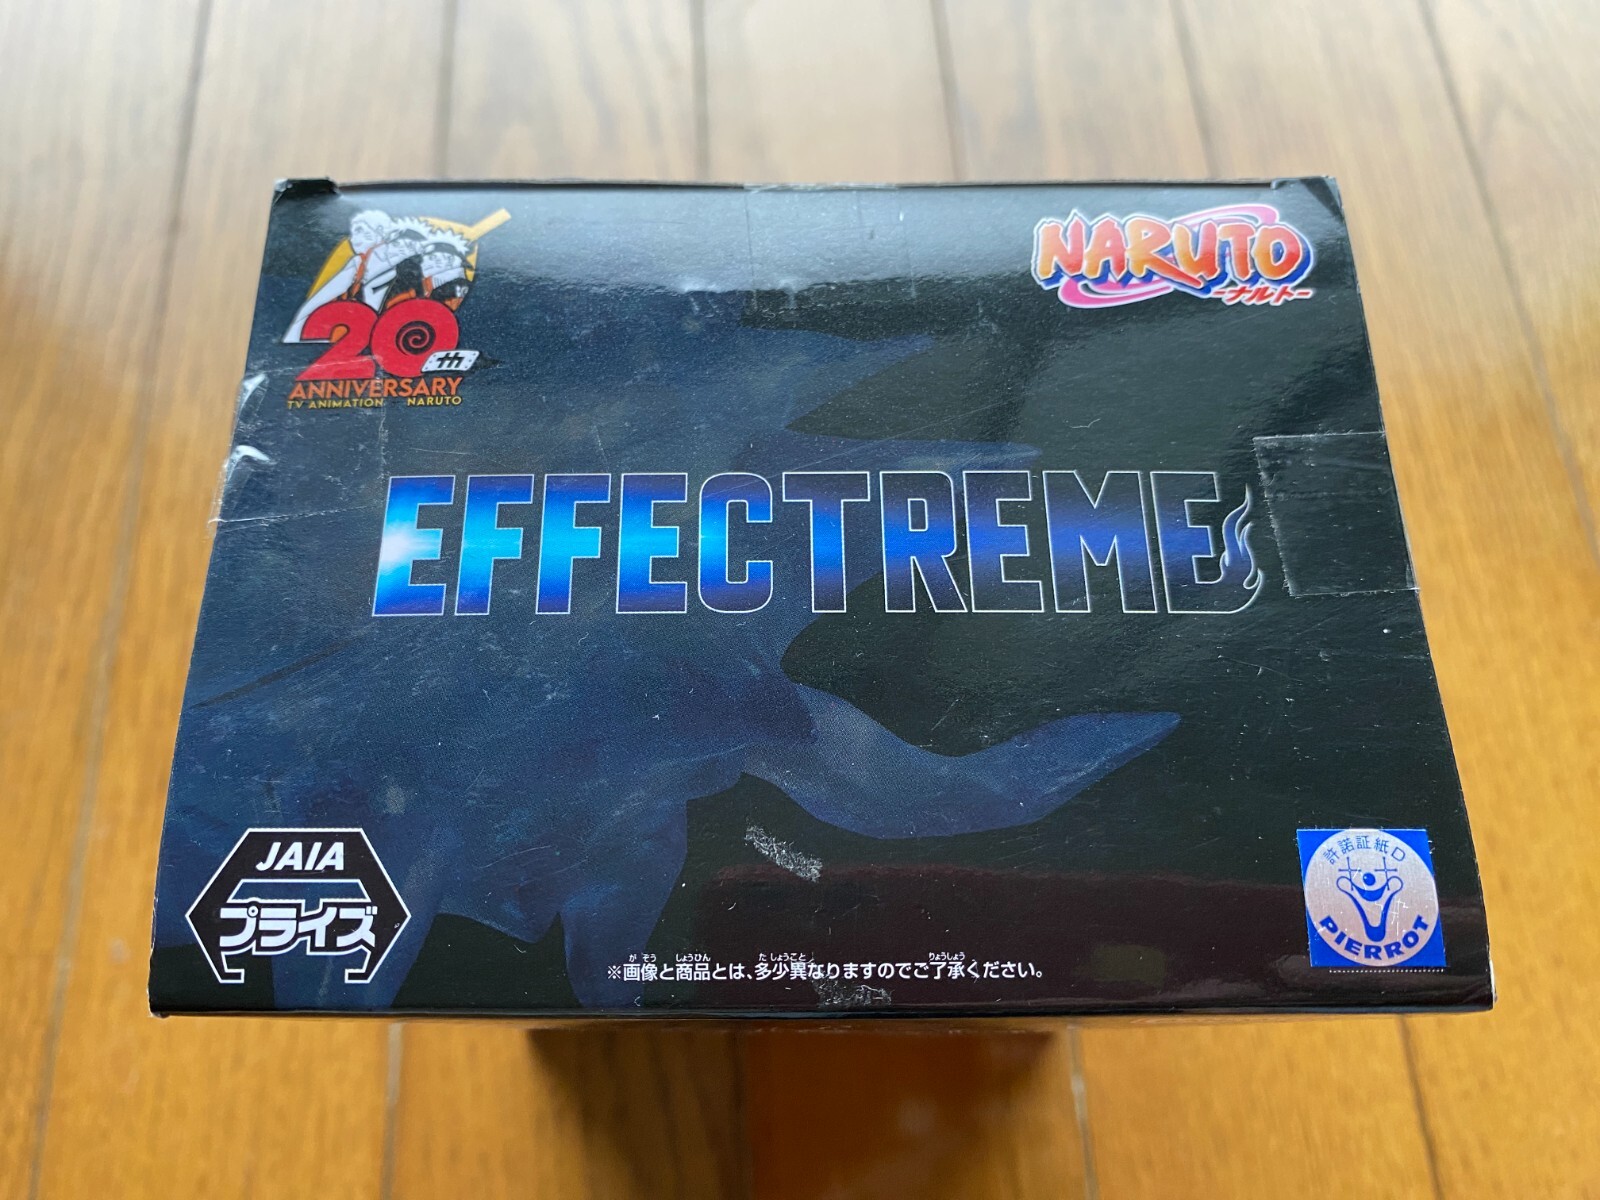 20th
ANNIVERSARY
TV ANIMATION NARUTO
NARUTO
-ナルト-
EFFECTREME
JAIA
プライズ
がぞう しょうひん たしょうこと りょうしょう
※画像と商品とは、多少異なりますのでご了承ください。
許諾証紙D
PIERROT